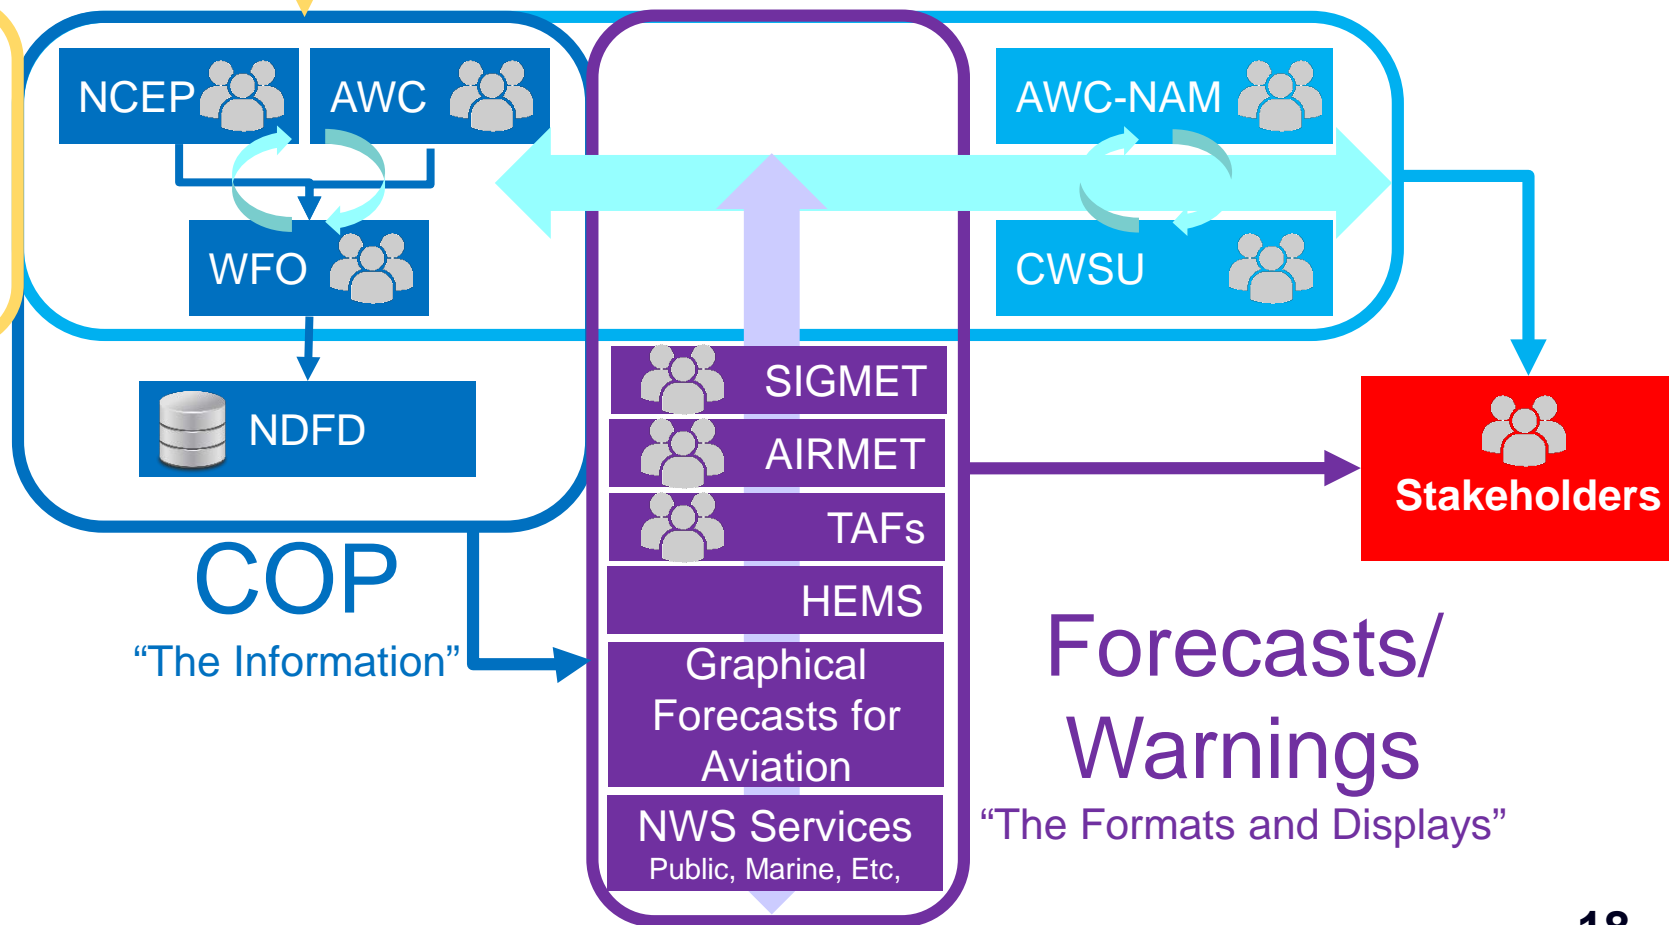 NCEP
AWC
AWC-NAM
WFO
CWSU
NDFD
SIGMET
AIRMET
TAFs
HEMS
Graphical
Forecasts for
Aviation
NWS Services
Public, Marine, Etc,
COP
“The Information”
Stakeholders
Forecasts/
Warnings
“The Formats and Displays”
18